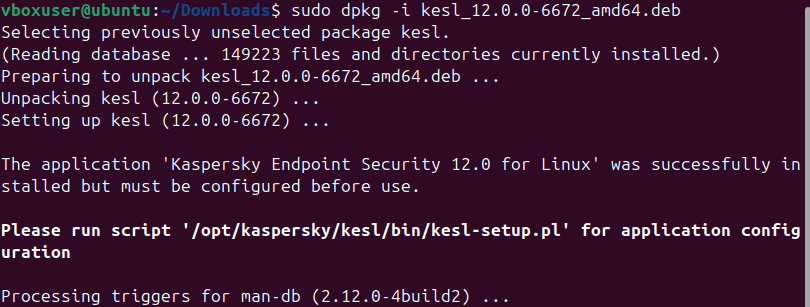 vboxuser@ubuntu:~/Downloads$ sudo dpkg -i kesl_12.0.0-6672_amd64.deb
Selecting previously unselected package kesl.
(Reading database ... 149223 files and directories currently installed.)
Preparing to unpack kesl_12.0.0-6672_amd64.deb ...
Unpacking kesl (12.0.0-6672) ...
Setting up kesl (12.0.0-6672) ...
The application 'Kaspersky Endpoint Security 12.0 for Linux' was successfully in
stalled but must be configured before use.
Please run script '/opt/kaspersky/kesl/bin/kesl-setup.pl' for application config
uration
Processing triggers for man-db (2.12.0-4build2) ...